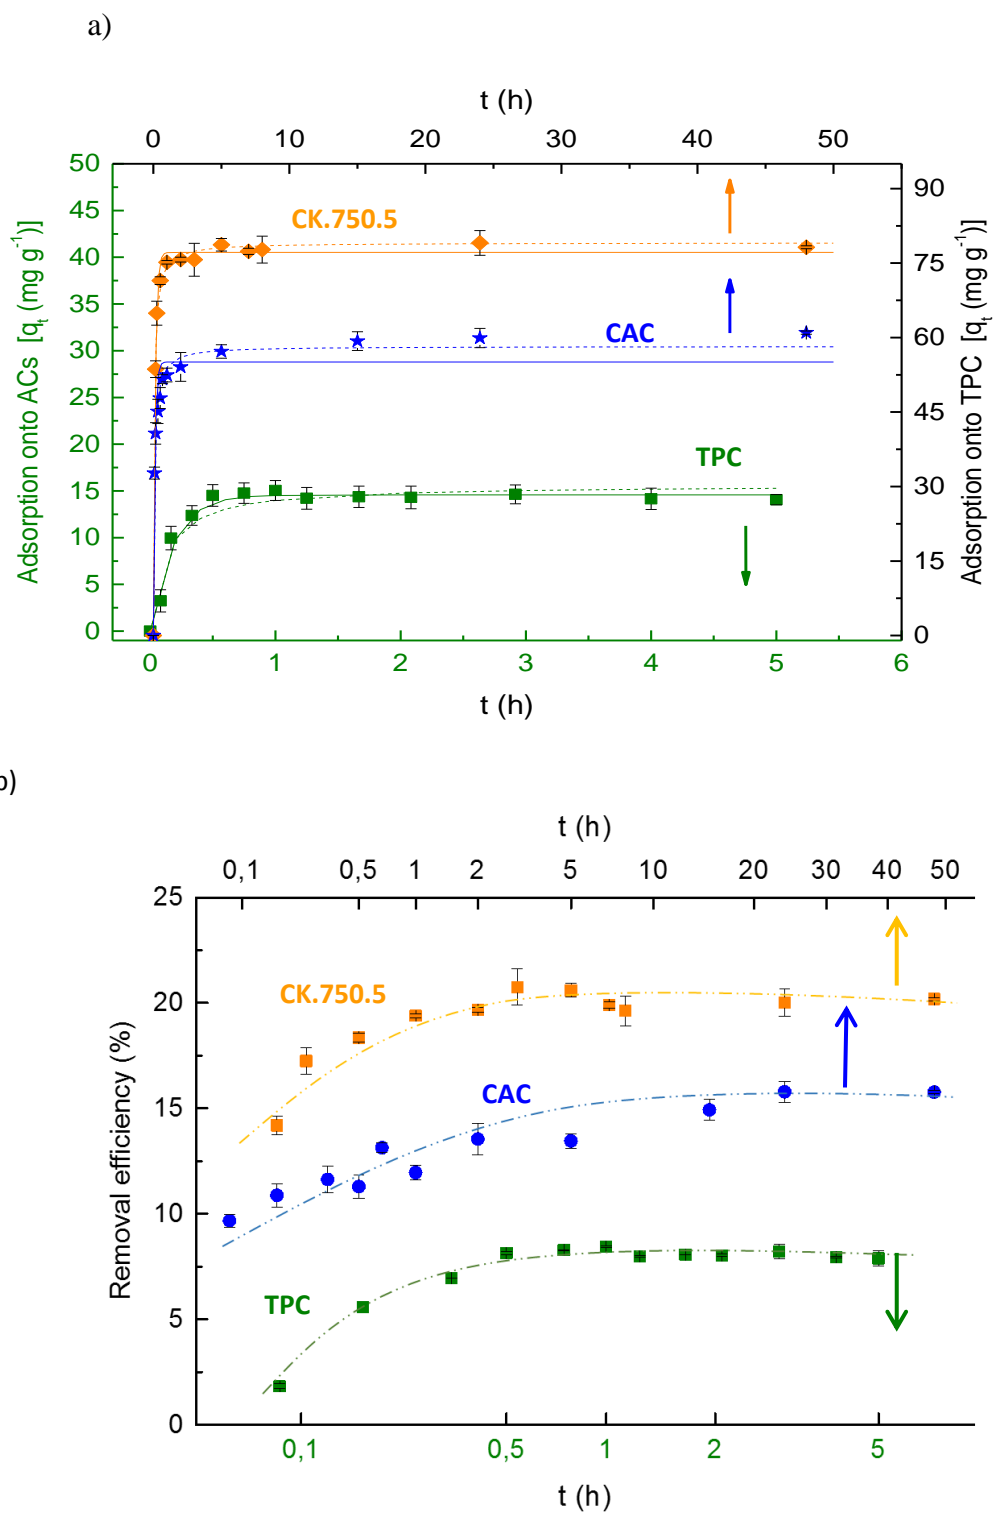 a)
t (h)
0 10 20 30 40 50
50
45
40
35
30
25
20
15
10
5
0
Adsorption onto ACs [qt (mg g-1)]
CK.750.5
CAC
TPC
90
75
60
45
30
15
0
Adsorption onto TPC [qt (mg g-1)]
0 1 2 3 4 5 6
t (h)
b)
t (h)
0,1 0,5 1 2 5 10 20 30 40 50
25
20
15
10
5
0
Removal efficiency (%)
CK.750.5
CAC
TPC
0,1 0,5 1 2 5
t (h)